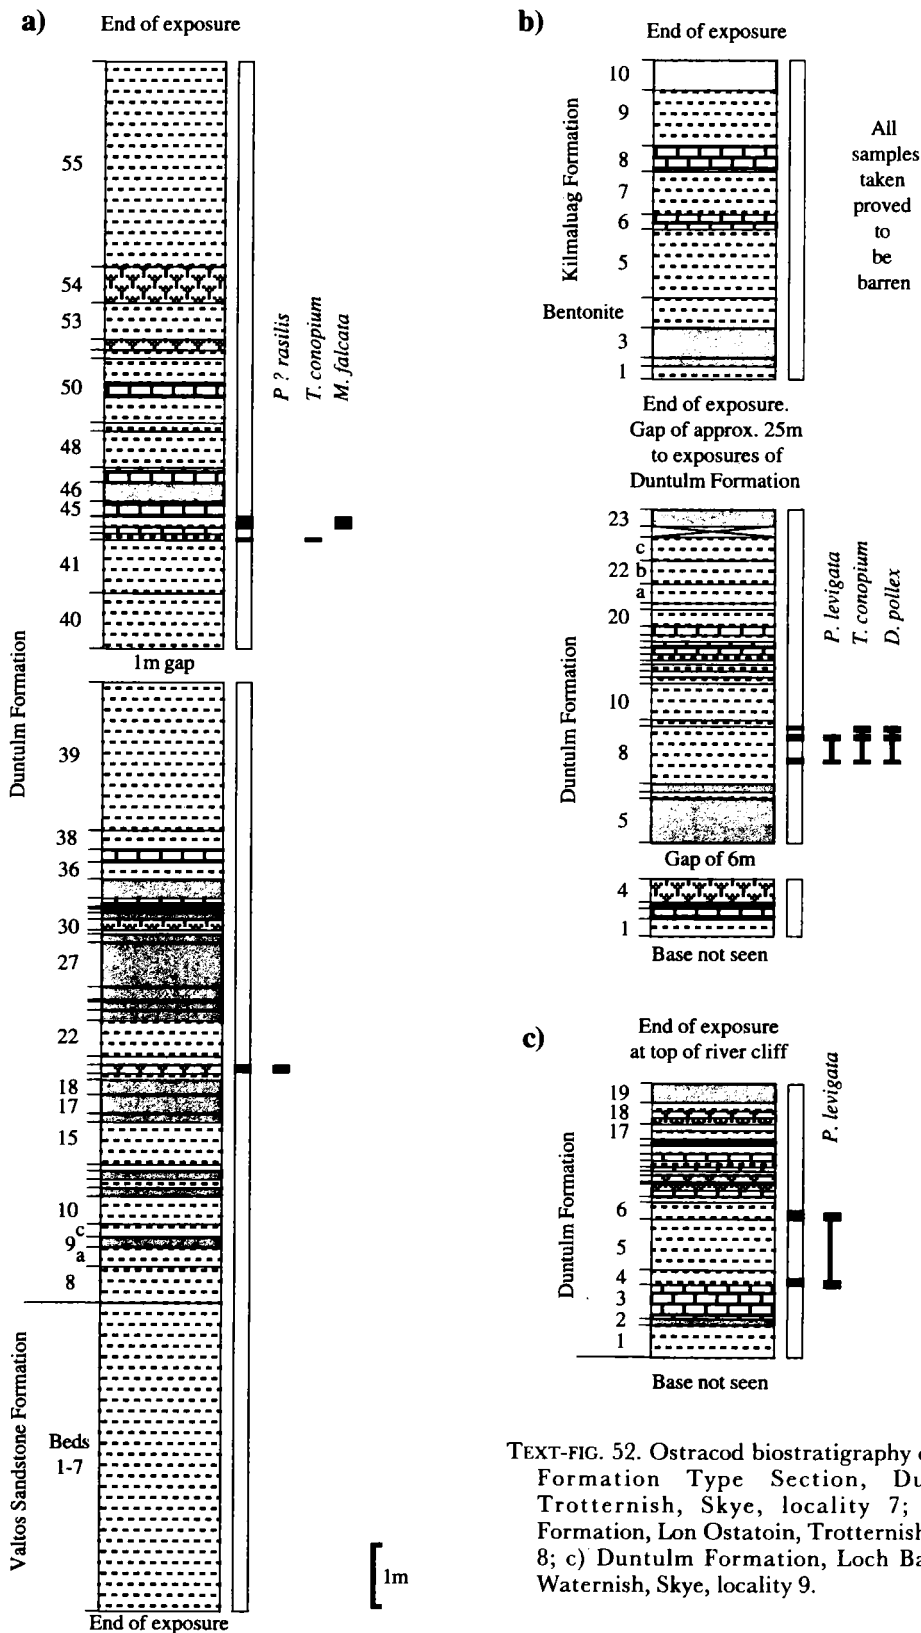 a)
End of exposure
55
54
53
50
48
46
45
41
40
P ? rasilis
T. conopium
M. falcata
1m gap
Duntulm Formation
39
38
36
30
27
22
18
17
15
10
c
9
a
8
Valtos Sandstone Formation
Beds
1-7
1m
End of exposure
b)
End of exposure
Kilmaluag Formation
10
9
8
7
6
5
Bentonite
3
1
All
samples
taken
proved
to
be
barren
End of exposure.
Gap of approx. 25m
to exposures of
Duntulm Formation
Duntulm Formation
23
c
22 b
a
20
10
8
5
P. levigata
T. conopium
D. pollex
Gap of 6m
4
1
Base not seen
c)
End of exposure
at top of river cliff
Duntulm Formation
19
18
17
6
5
4
3
2
1
P. levigata
Base not seen
TEXT-FIG. 52. Ostracod biostratigraphy
Formation Type Section, Du
Trotternish, Skye, locality 7;
Formation, Lon Ostatoin, Trotternish
8; c) Duntulm Formation, Loch Ba
Waternish, Skye, locality 9.